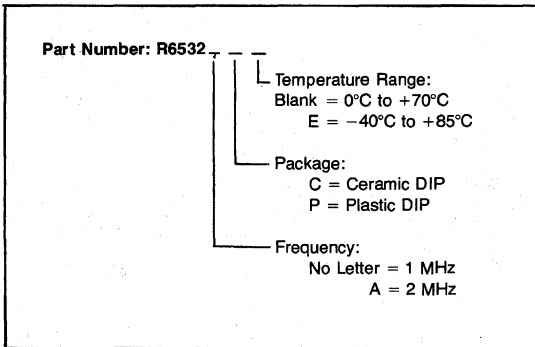 Part Number: R6532 _ _ _
Temperature Range:
Blank = 0°C to +70°C
E = −40°C to +85°C
Package:
C = Ceramic DIP
P = Plastic DIP
Frequency:
No Letter = 1 MHz
A = 2 MHz